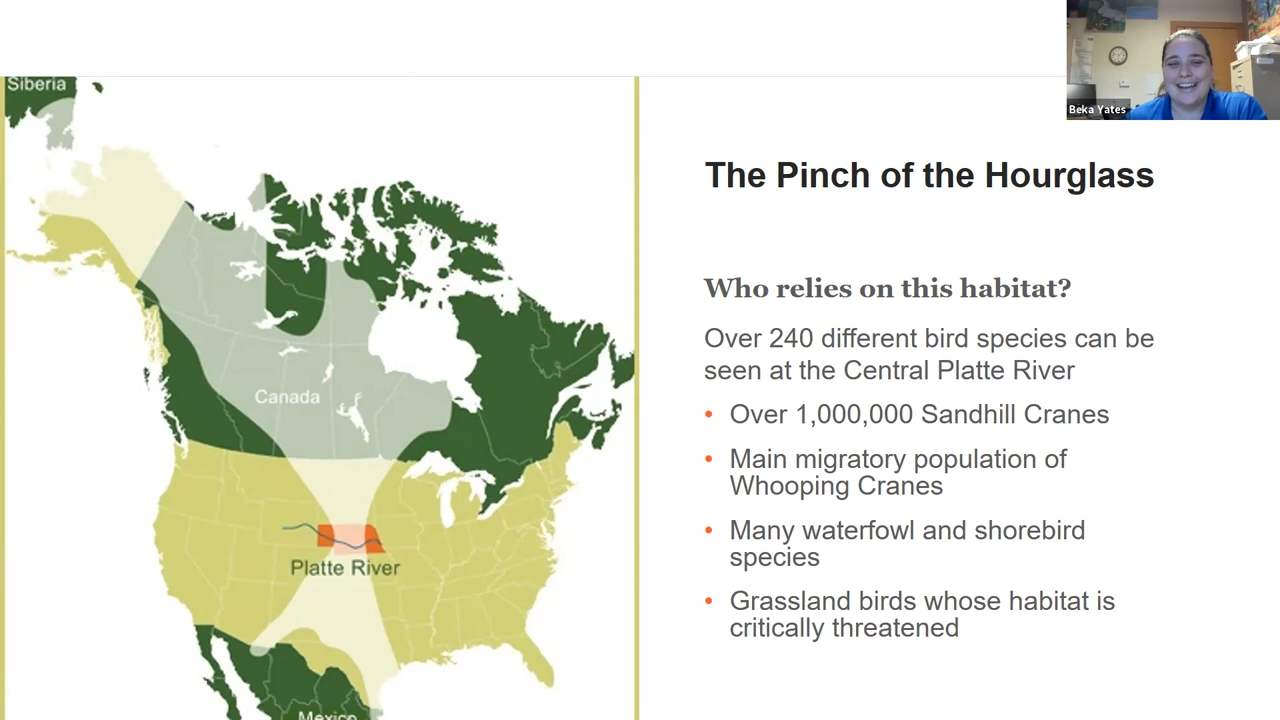 Siberia
Beka Yates
The Pinch of the Hourglass
Who relies on this habitat?
Over 240 different bird species can be
seen at the Central Platte River
• Over 1,000,000 Sandhill Cranes
• Main migratory population of
Whooping Cranes
• Many waterfowl and shorebird
species
• Grassland birds whose habitat is
critically threatened
Canada
Platte River
Mexico